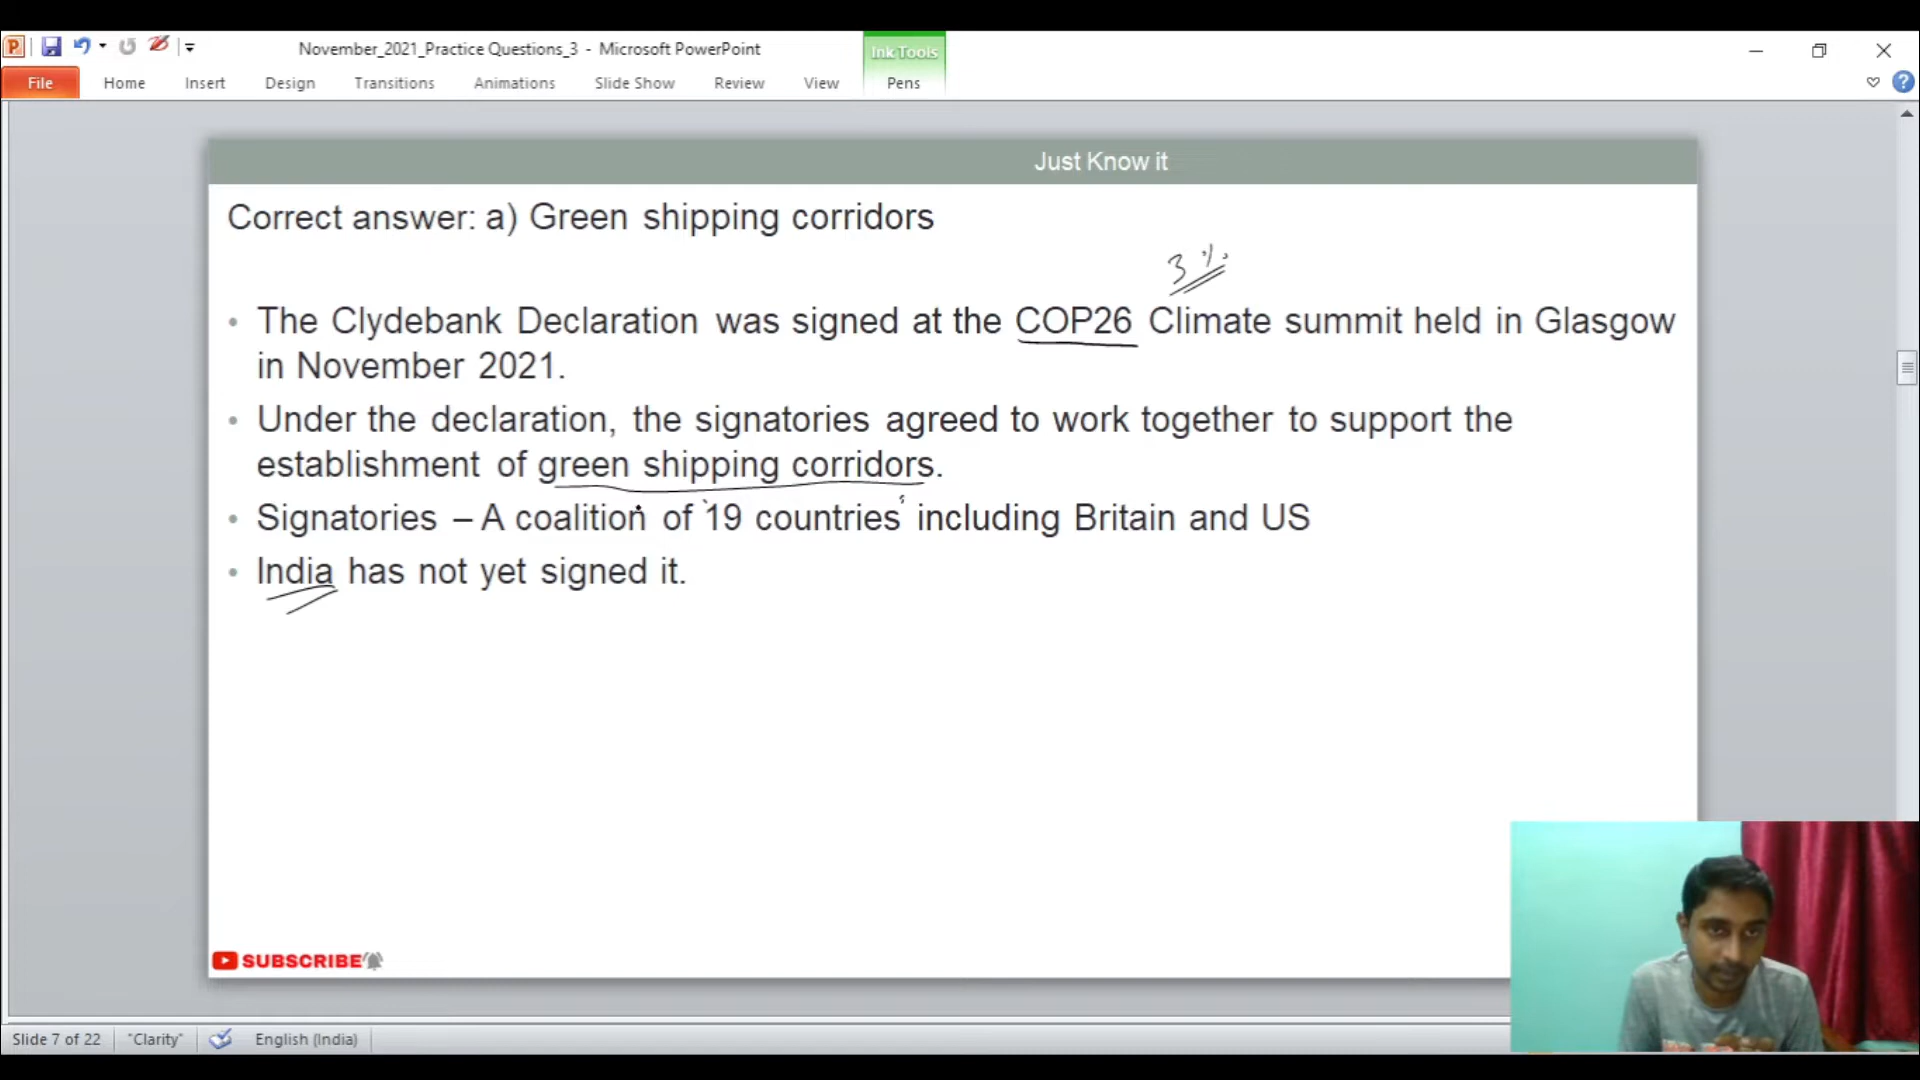 November_2021_Practice Questions_3 - Microsoft PowerPoint
Ink Tools
File Home Insert Design Transitions Animations Slide Show Review View Pens
Just Know it
Correct answer: a) Green shipping corridors
3 %
• The Clydebank Declaration was signed at the COP26 Climate summit held in Glasgow
in November 2021.
• Under the declaration, the signatories agreed to work together to support the
establishment of green shipping corridors.
• Signatories – A coalition of 19 countries including Britain and US
• India has not yet signed it.
SUBSCRIBE
Slide 7 of 22 "Clarity" English (India)